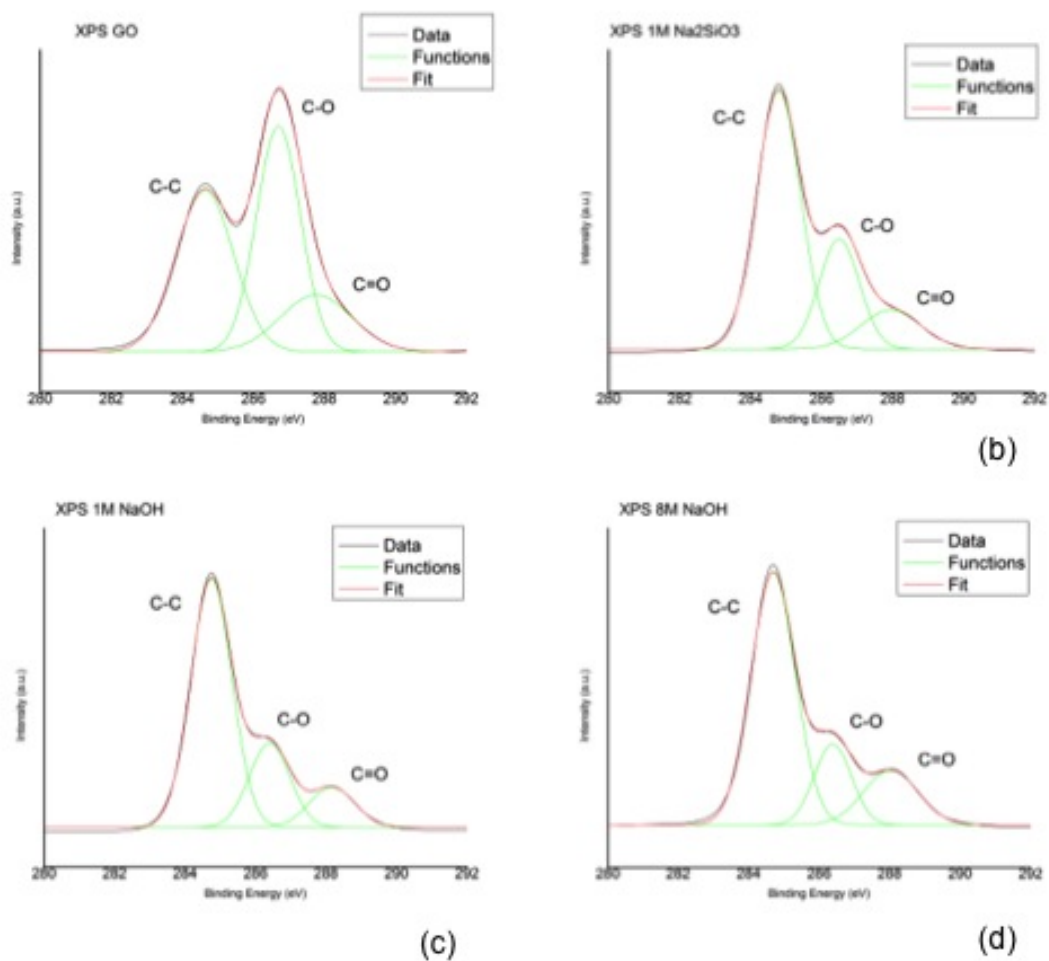 XPS GO
Data
Functions
Fit
C-O
C-C
C=O
Intensity (a.u.)
280 282 284 286 288 290 292
Binding Energy (eV)
XPS 1M Na2SiO3
Data
Functions
Fit
C-C
C-O
C=O
Intensity (a.u.)
280 282 284 286 288 290 292
Binding Energy (eV)
(b)
XPS 1M NaOH
Data
Functions
Fit
C-C
C-O
C=O
Intensity (a.u.)
280 282 284 286 288 290 292
Binding Energy (eV)
(c)
XPS 8M NaOH
Data
Functions
Fit
C-C
C-O
C=O
Intensity (a.u.)
280 282 284 286 288 290 292
Binding Energy (eV)
(d)